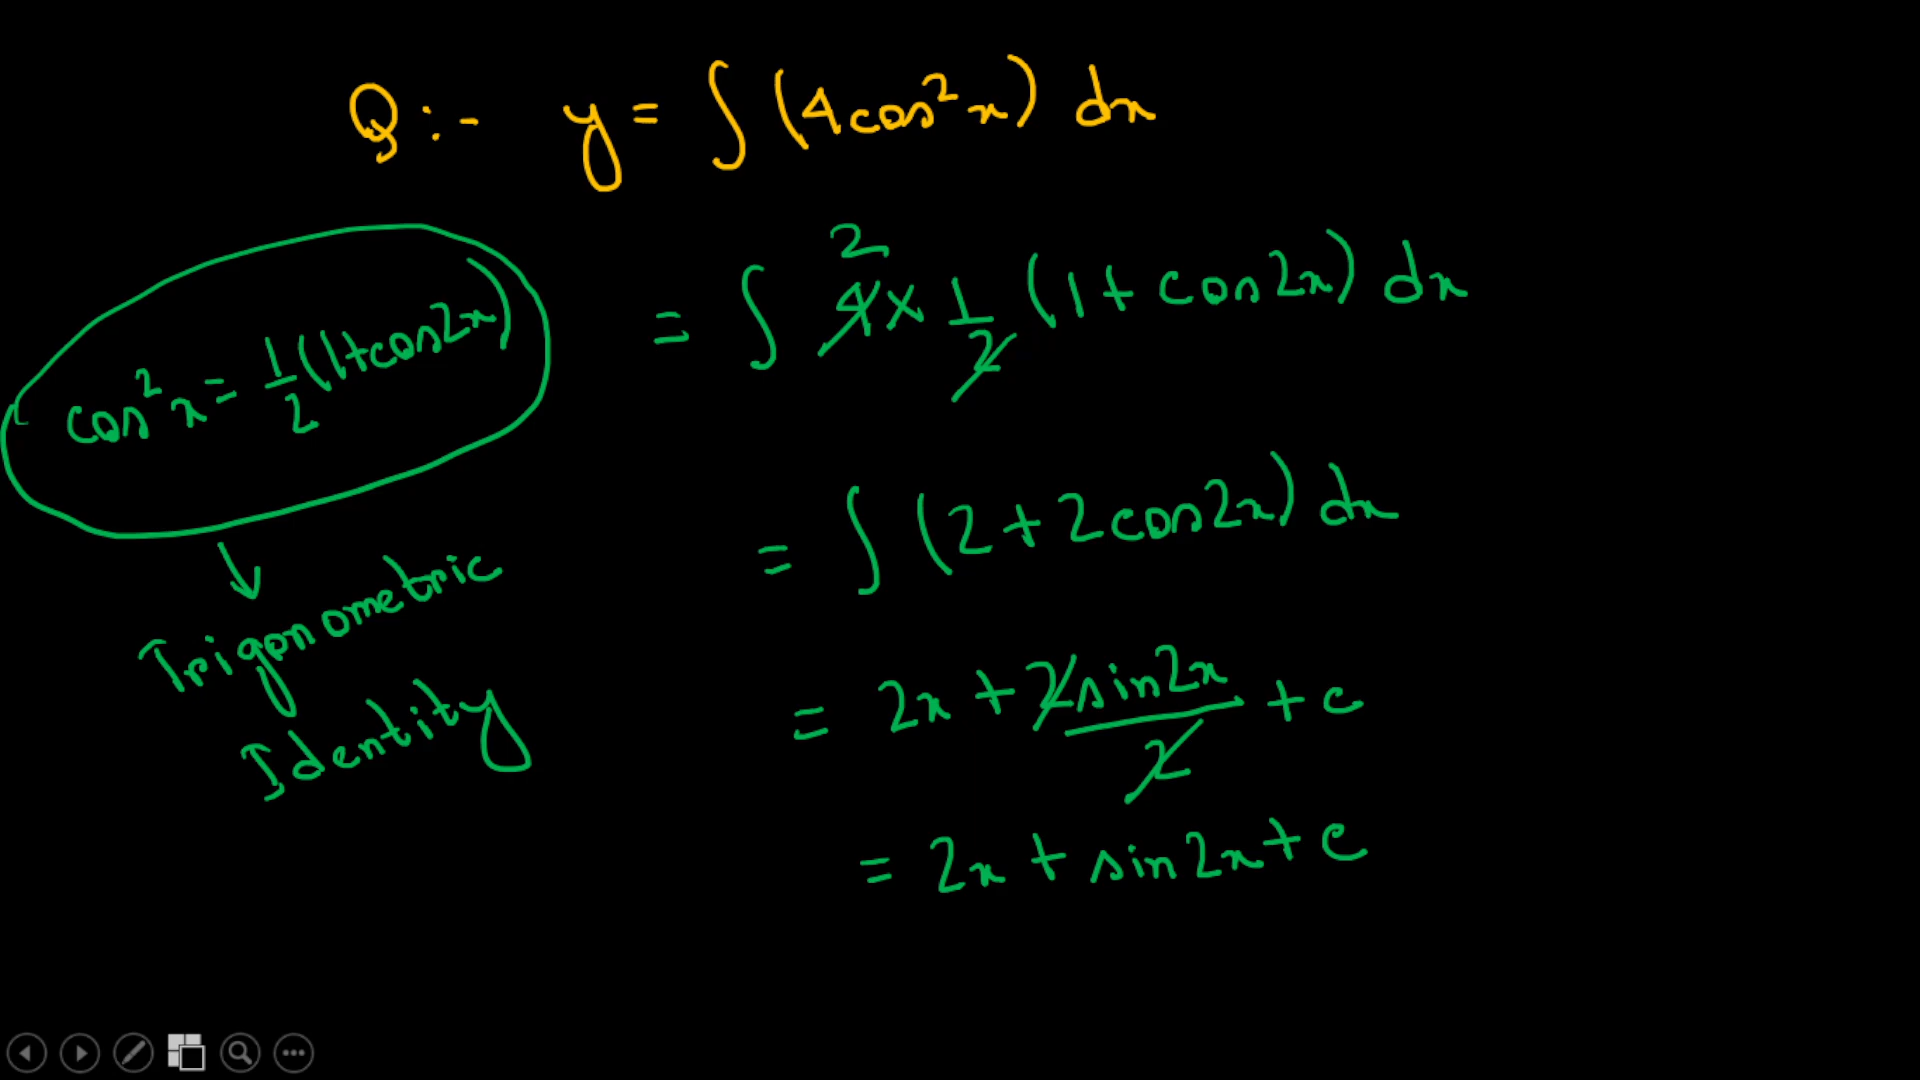 Q:- y = ∫ (4cos²x) dx
cos²x = 1/2 (1+cos2x)
↓
Trigonometric
Identity
= ∫ 4 2 x 1/2 (1 + cos2x) dx
= ∫ (2 + 2cos2x) dx
= 2x + 2sin2x/2 + c
= 2x + sin2x + c